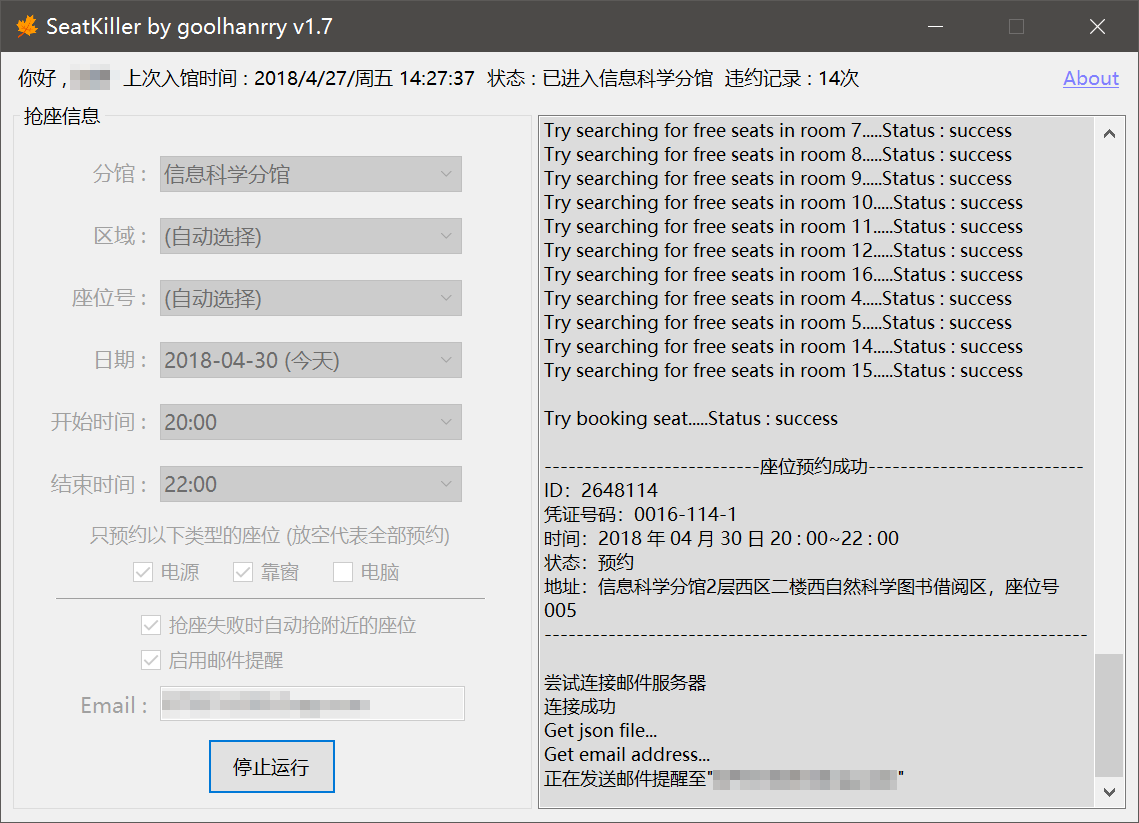 SeatKiller by goolhanrry v1.7
你好 , 上次入馆时间 : 2018/4/27/周五 14:27:37 状态 : 已进入信息科学分馆 违约记录 : 14次 About
抢座信息
分馆 : 信息科学分馆
区域 : (自动选择)
座位号 : (自动选择)
日期 : 2018-04-30 (今天)
开始时间 : 20:00
结束时间 : 22:00
只预约以下类型的座位 (放空代表全部预约)
电源 靠窗 电脑
抢座失败时自动抢附近的座位
启用邮件提醒
Email :
停止运行
Try searching for free seats in room 7.....Status : success
Try searching for free seats in room 8.....Status : success
Try searching for free seats in room 9.....Status : success
Try searching for free seats in room 10.....Status : success
Try searching for free seats in room 11.....Status : success
Try searching for free seats in room 12.....Status : success
Try searching for free seats in room 16.....Status : success
Try searching for free seats in room 4.....Status : success
Try searching for free seats in room 5.....Status : success
Try searching for free seats in room 14.....Status : success
Try searching for free seats in room 15.....Status : success
Try booking seat.....Status : success
---------------------------座位预约成功---------------------------
ID：2648114
凭证号码：0016-114-1
时间：2018 年 04 月 30 日 20 : 00~22 : 00
状态：预约
地址：信息科学分馆2层西区二楼西自然科学图书借阅区，座位号
005
--------------------------------------------------------------------
尝试连接邮件服务器
连接成功
Get json file...
Get email address...
正在发送邮件提醒至" "